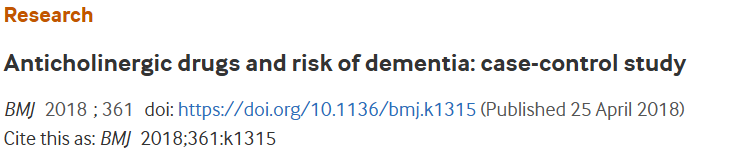 Research
Anticholinergic drugs and risk of dementia: case-control study
BMJ 2018 ; 361 doi: https://doi.org/10.1136/bmj.k1315 (Published 25 April 2018)
Cite this as: BMJ 2018;361:k1315